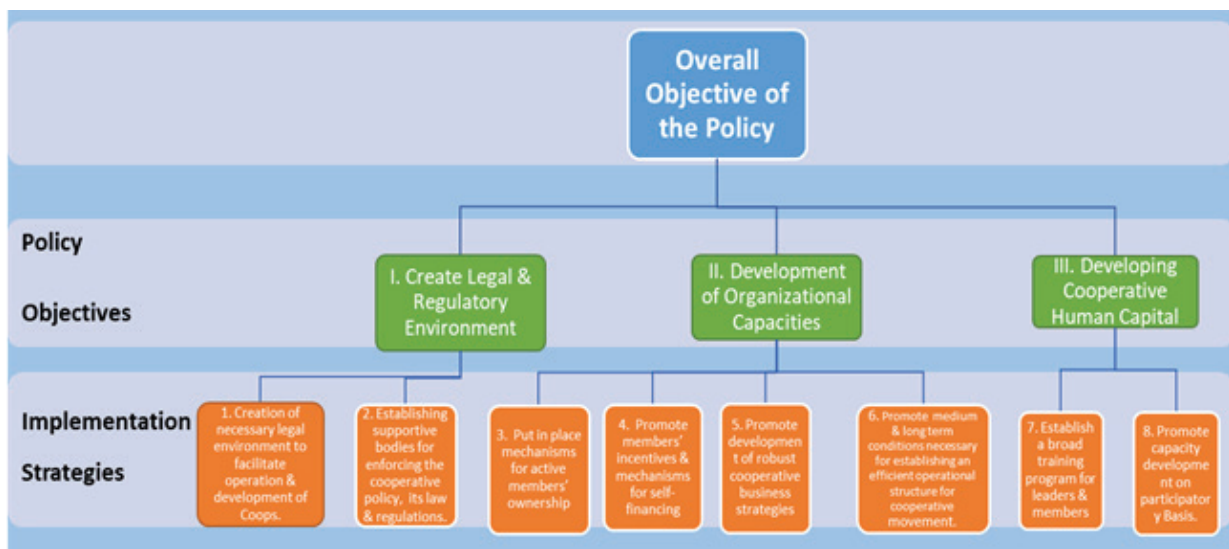 Overall
Objective of
the Policy
Policy
Objectives
I. Create Legal &
Regulatory
Environment
II. Development
of Organizational
Capacities
III. Developing
Cooperative
Human Capital
Implementation
Strategies
1. Creation of
necessary legal
environment to
facilitate
operation &
development of
Coops.
2. Establishing
supportive
bodies for
enforcing the
cooperative
policy, its law
& regulations.
3. Put in place
mechanisms
for active
members'
ownership
4. Promote
members'
incentives &
mechanisms
for self-
financing
5. Promote
developmen
t of robust
cooperative
business
strategies
6. Promote medium
& long term
conditions necessary
for establishing an
efficient operational
structure for
cooperative
movement.
7. Establish
a broad
training
program for
leaders &
members
8. Promote
capacity
developme
nt on
participator
y Basis.